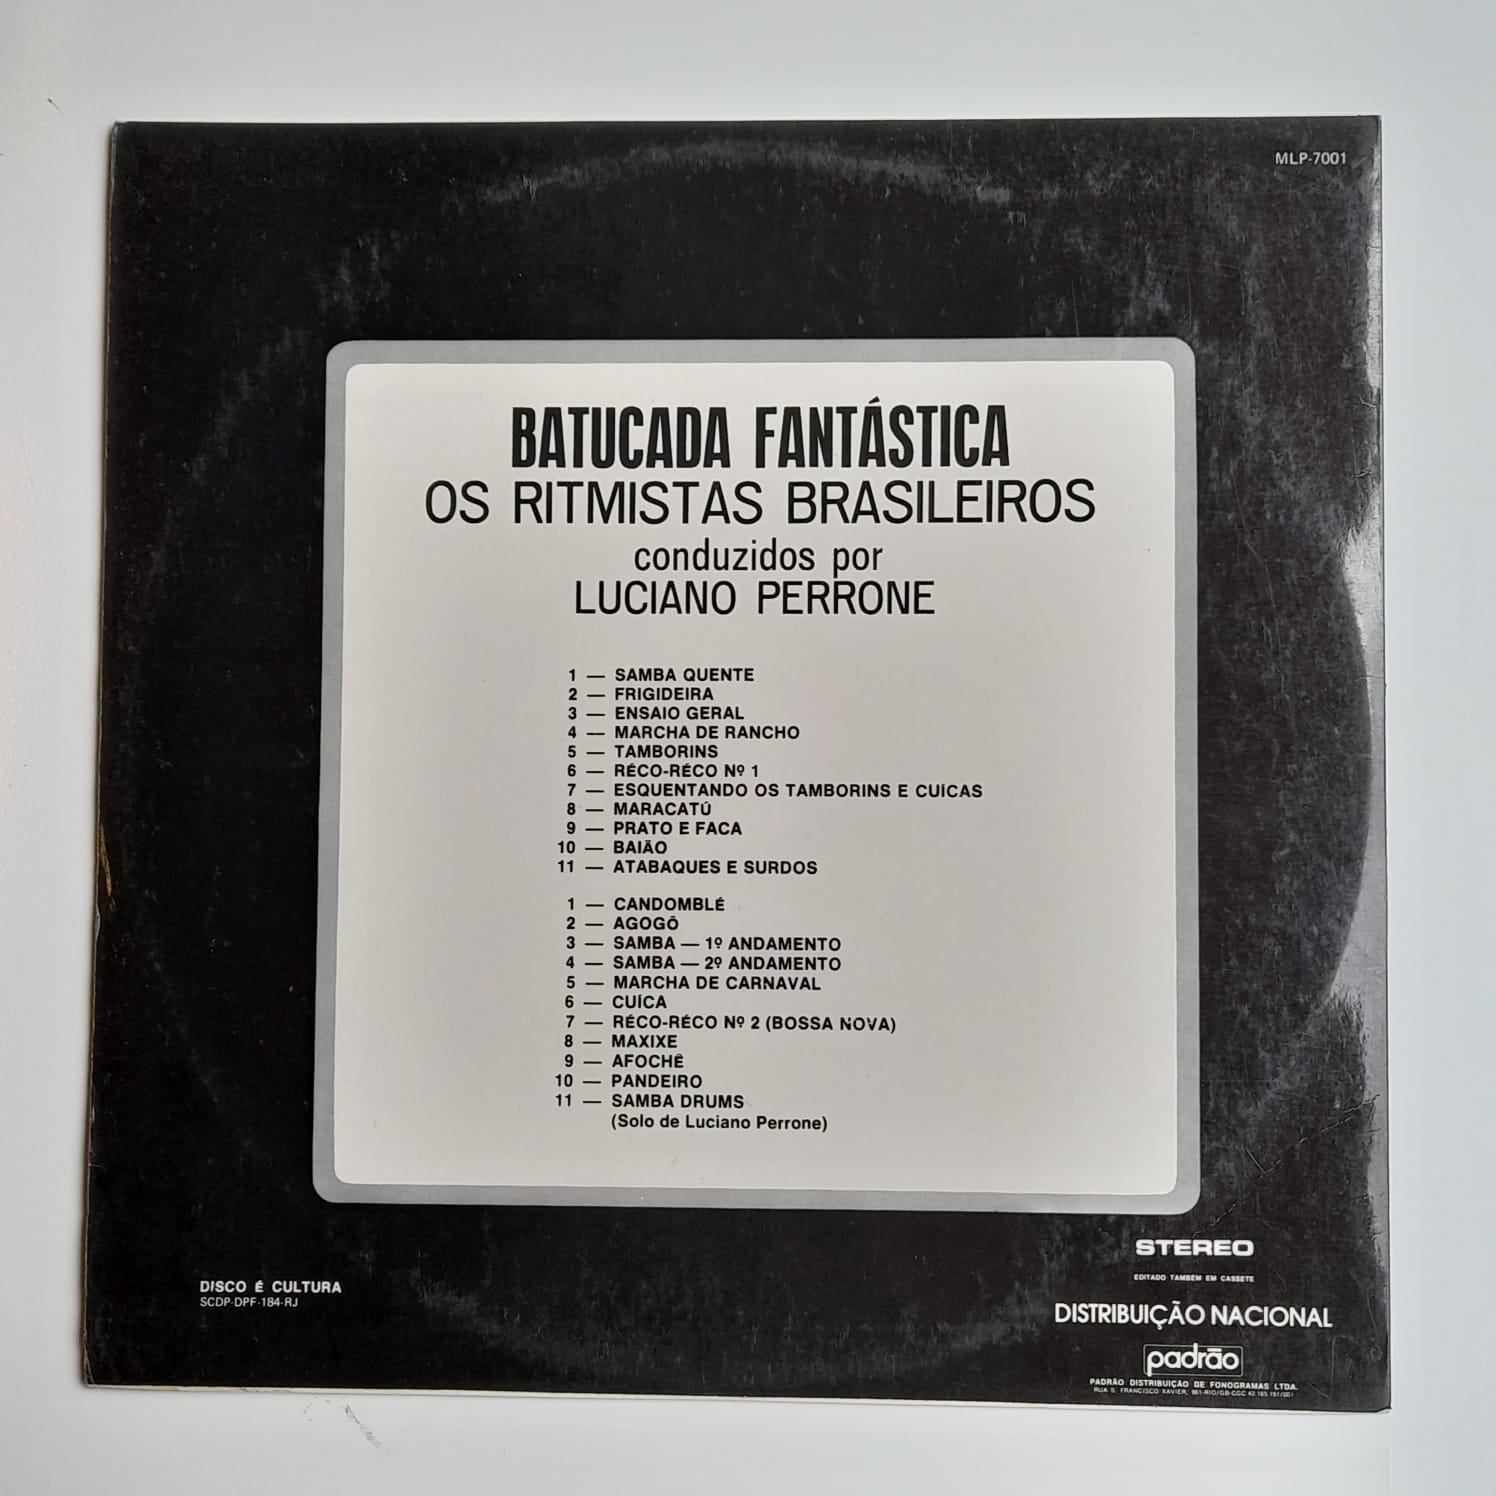 MLP-7001
BATUCADA FANTÁSTICA
OS RITMISTAS BRASILEIROS
conduzidos por
LUCIANO PERRONE
1 — SAMBA QUENTE
2 — FRIGIDEIRA
3 — ENSAIO GERAL
4 — MARCHA DE RANCHO
5 — TAMBORINS
6 — RÉCO-RÉCO Nº 1
7 — ESQUENTANDO OS TAMBORINS E CUÍCAS
8 — MARACATÚ
9 — PRATO E FACA
10 — BAIÃO
11 — ATABAQUES E SURDOS
1 — CANDOMBLÉ
2 — AGOGÔ
3 — SAMBA — 1º ANDAMENTO
4 — SAMBA — 2º ANDAMENTO
5 — MARCHA DE CARNAVAL
6 — CUÍCA
7 — RÉCO-RÉCO Nº 2 (BOSSA NOVA)
8 — MAXIXE
9 — AFOCHÊ
10 — PANDEIRO
11 — SAMBA DRUMS
(Solo de Luciano Perrone)
STEREO
EDITADO TAMBÉM EM CASSETE
DISCO É CULTURA
SCDP-DPF-184-RJ
DISTRIBUIÇÃO NACIONAL
padrão
PADRÃO DISTRIBUIÇÃO DE FONOGRAMAS LTDA.
RUA S. FRANCISCO XAVIER,